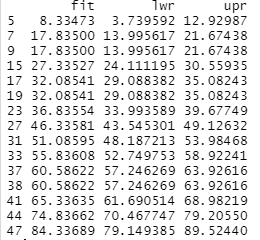 fit lwr upr
5 8.33473 3.739592 12.92987
7 17.83500 13.995617 21.67438
9 17.83500 13.995617 21.67438
15 27.33527 24.111195 30.55935
17 32.08541 29.088382 35.08243
19 32.08541 29.088382 35.08243
23 36.83554 33.993589 39.67749
27 46.33581 43.545301 49.12632
31 51.08595 48.187213 53.98468
33 55.83608 52.749753 58.92241
37 60.58622 57.246269 63.92616
38 60.58622 57.246269 63.92616
41 65.33635 61.690514 68.98219
44 74.83662 70.467747 79.20550
47 84.33689 79.149385 89.52440